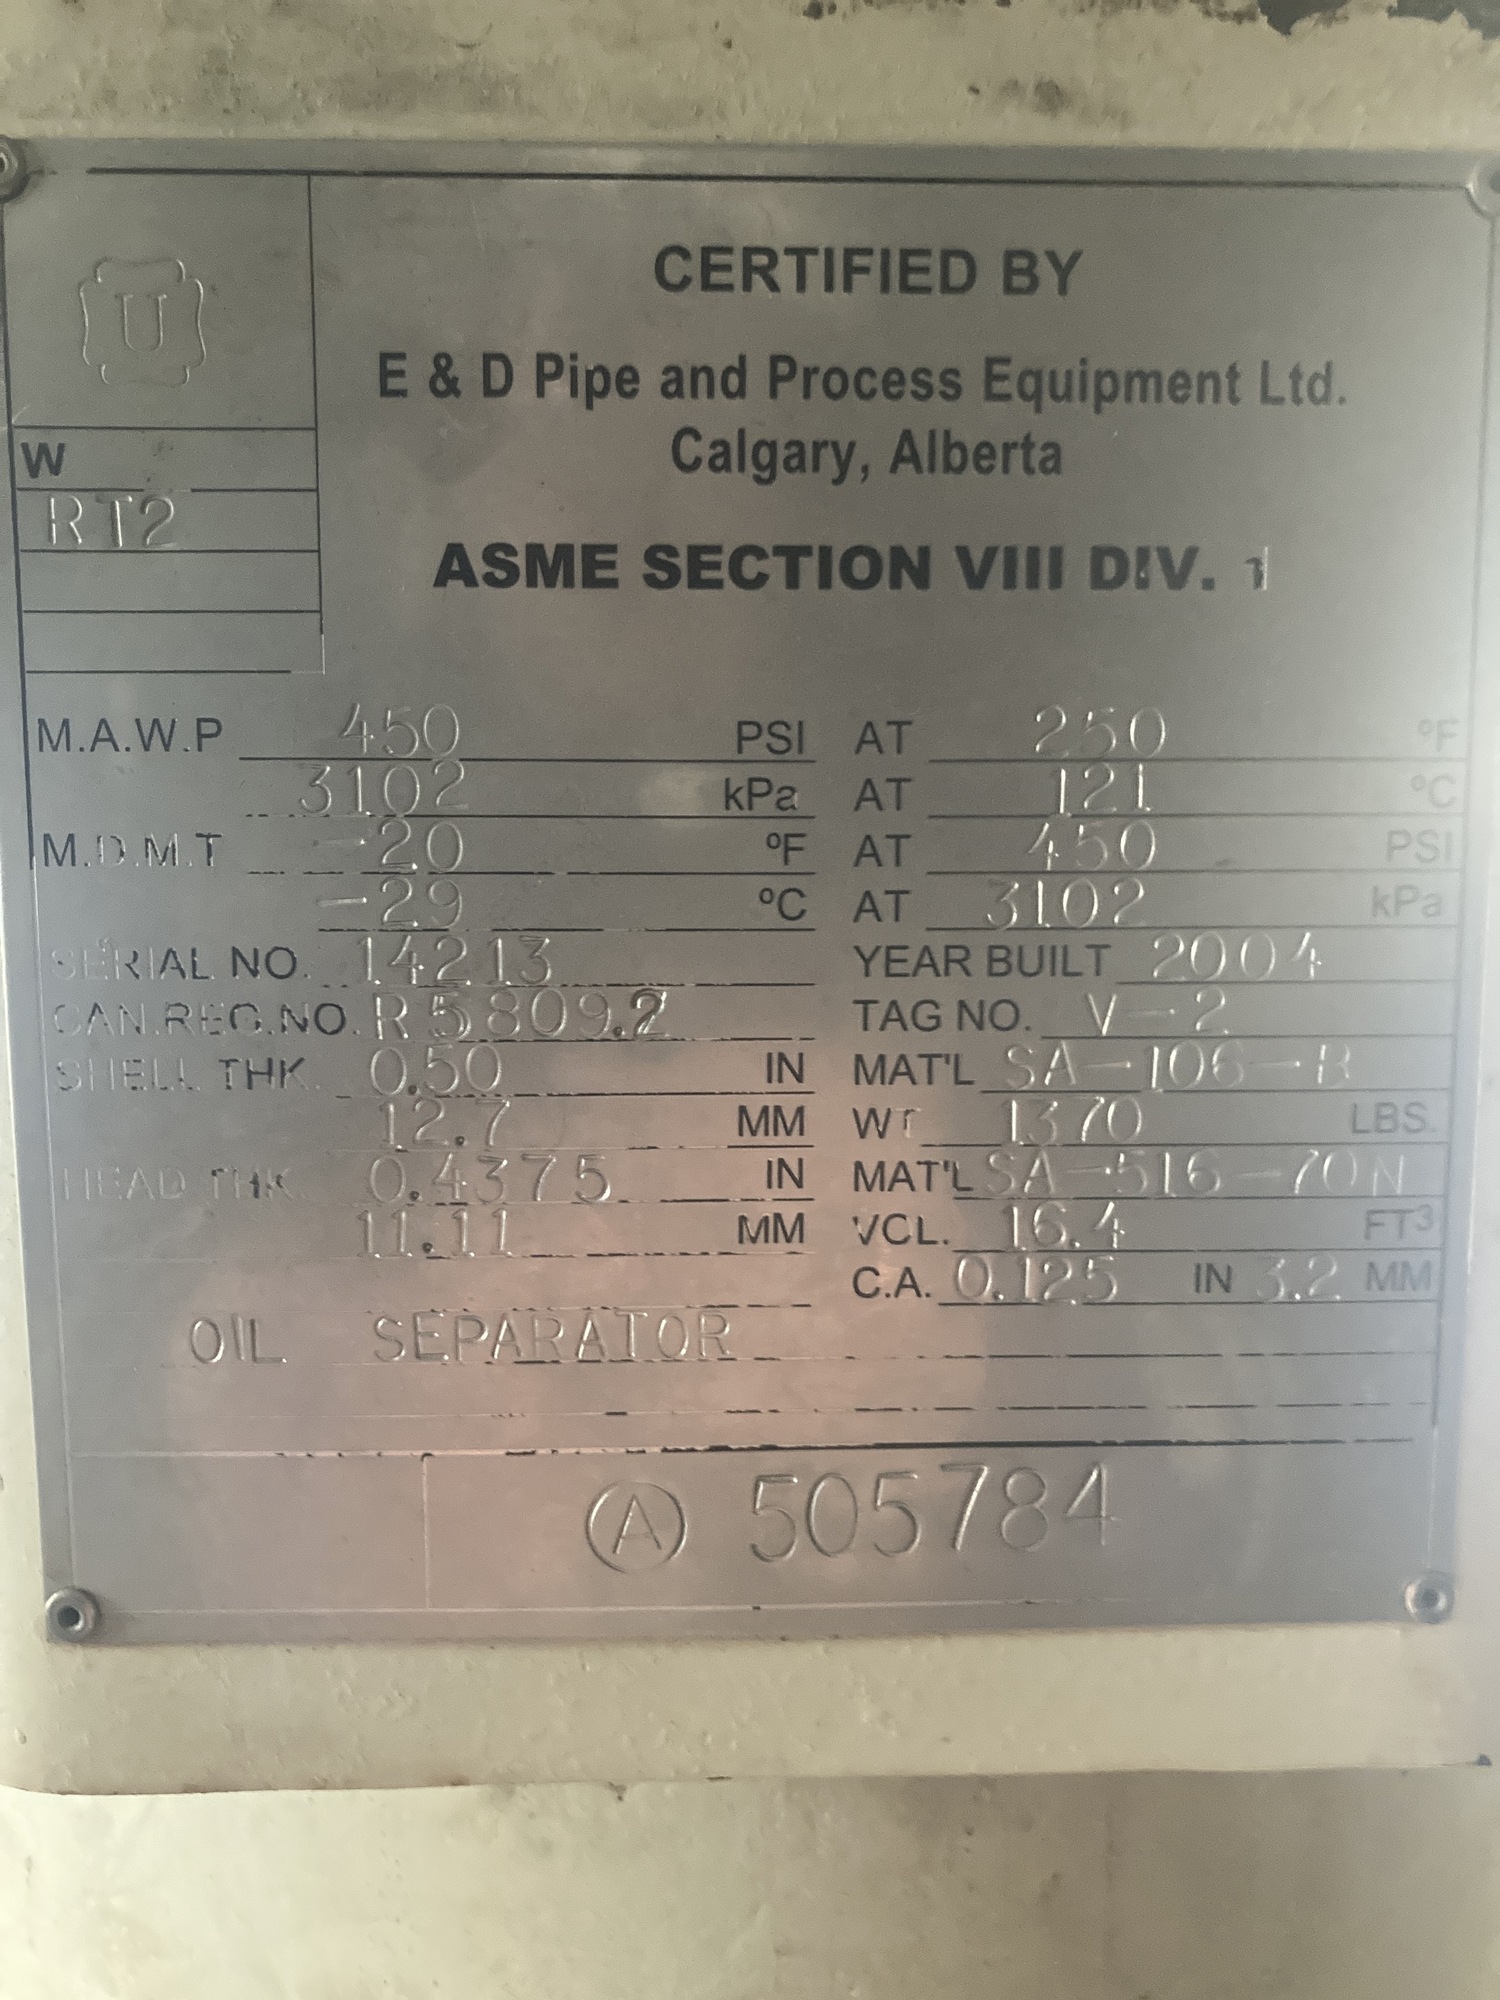 U
CERTIFIED BY
E & D Pipe and Process Equipment Ltd.
Calgary, Alberta
W
RT2
ASME SECTION VIII DIV. 1
M.A.W.P 450 PSI AT 250 ºF
3102 kPa AT 121 ºC
M.D.M.T -20 ºF AT 450 PSI
-29 ºC AT 3102 kPa
SERIAL NO. 14213 YEAR BUILT 2004
CAN.REG.NO. R5809.2 TAG NO. V-2
SHELL THK. 0.50 IN MAT'L SA-106-B
12.7 MM WT 1370 LBS.
HEAD THK. 0.4375 IN MAT'L SA-516-70N
11.11 MM VOL. 16.4 FT³
C.A. 0.125 IN 3.2 MM
OIL SEPARATOR
A 505784